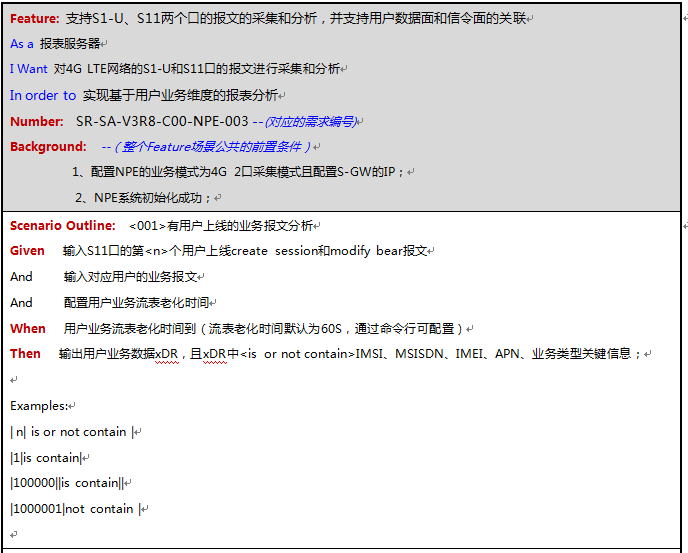 Feature: 支持S1-U、S11两个口的报文的采集和分析，并支持用户数据面和信令面的关联
As a 报表服务器
I Want 对4G LTE网络的S1-U和S11口的报文进行采集和分析
In order to 实现基于用户业务维度的报表分析
Number: SR-SA-V3R8-C00-NPE-003 --(对应的需求编号)
Background: --（整个Feature场景公共的前置条件）
1、配置NPE的业务模式为4G 2口采集模式且配置S-GW的IP；
2、NPE系统初始化成功；
Scenario Outline: <001>有用户上线的业务报文分析
Given 输入S11口的第<n>个用户上线create session和modify bear报文
And 输入对应用户的业务报文
And 配置用户业务流表老化时间
When 用户业务流表老化时间到（流表老化时间默认为60S，通过命令行可配置）
Then 输出用户业务数据xDR，且xDR中<is or not contain>IMSI、MSISDN、IMEI、APN、业务类型关键信息；
Examples:
| n| is or not contain |
|1|is contain|
|100000||is contain||
|1000001|not contain |